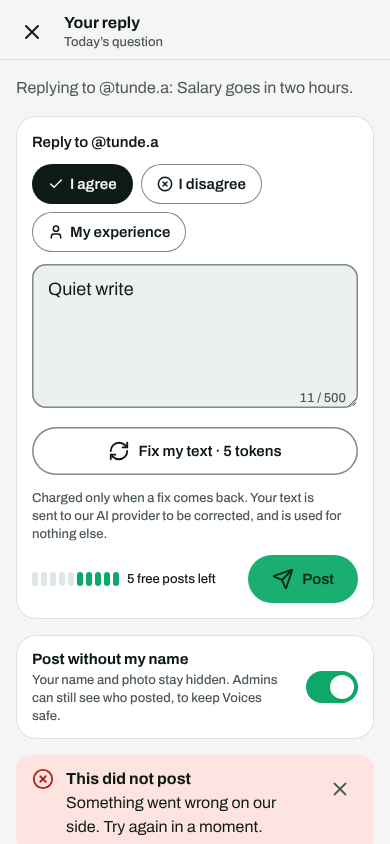 Your reply
Today's question
Replying to @tunde.a: Salary goes in two hours.
Reply to @tunde.a
I agree
I disagree
My experience
Quiet write
11 / 500
Fix my text · 5 tokens
Charged only when a fix comes back. Your text is
sent to our AI provider to be corrected, and is used for
nothing else.
5 free posts left
Post
Post without my name
Your name and photo stay hidden. Admins
can still see who posted, to keep Voices
safe.
This did not post
Something went wrong on our
side. Try again in a moment.